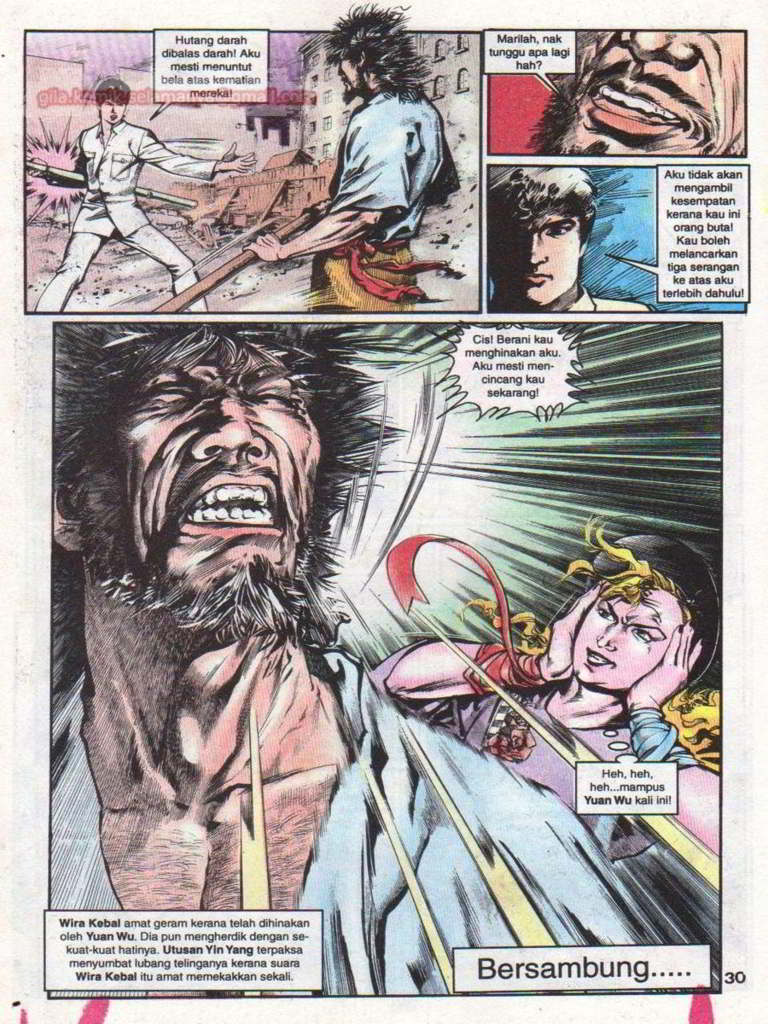 Hutang darah
dibalas darah! Aku
mesti menuntut
bela atas kematian
mereka!
Marilah, nak
tunggu apa lagi
hah?
Aku tidak akan
mengambil
kesempatan
kerana kau ini
orang buta!
Kau boleh
melancarkan
tiga serangan
ke atas aku
terlebih dahulu!
Cis! Berani kau
menghinakan aku.
Aku mesti men-
cincang kau
sekarang!
Heh, heh,
heh...mampus
Yuan Wu kali ini!
Wira Kebal amat geram kerana telah dihinakan
oleh Yuan Wu. Dia pun mengherdik dengan se-
kuat-kuat hatinya. Utusan Yin Yang terpaksa
menyumbat lubang telinganya kerana suara
Wira Kebal itu amat memekakkan sekali.
Bersambung.....
30